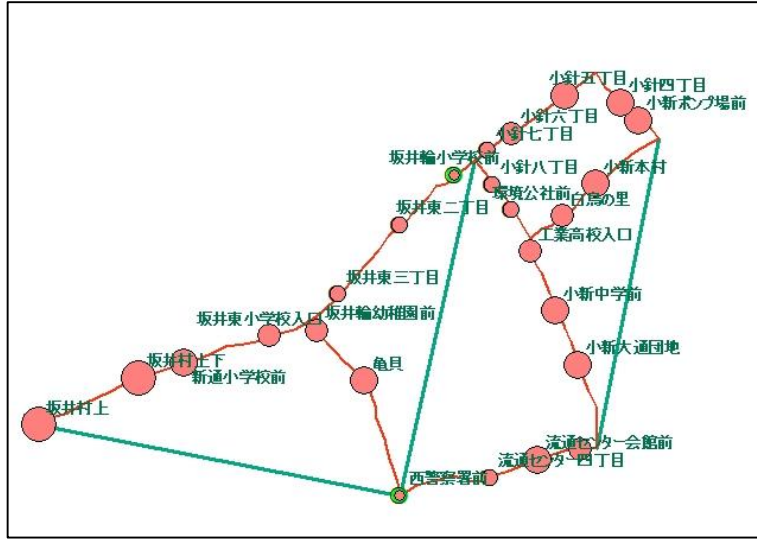 小針五丁目
小針四丁目
小新ポンプ場前
小針六丁目
小針七丁目
坂井輪小学校前
小針八丁目
小新本村
環境公社前
白鳥の里
坂井東二丁目
工業高校入口
坂井東三丁目
小新中学前
坂井東小学校入口
坂井輪幼稚園前
小新大通団地
坂井村上下
亀貝
新通小学校前
坂井村上
流通センター会館前
流通センター四丁目
西警察署前